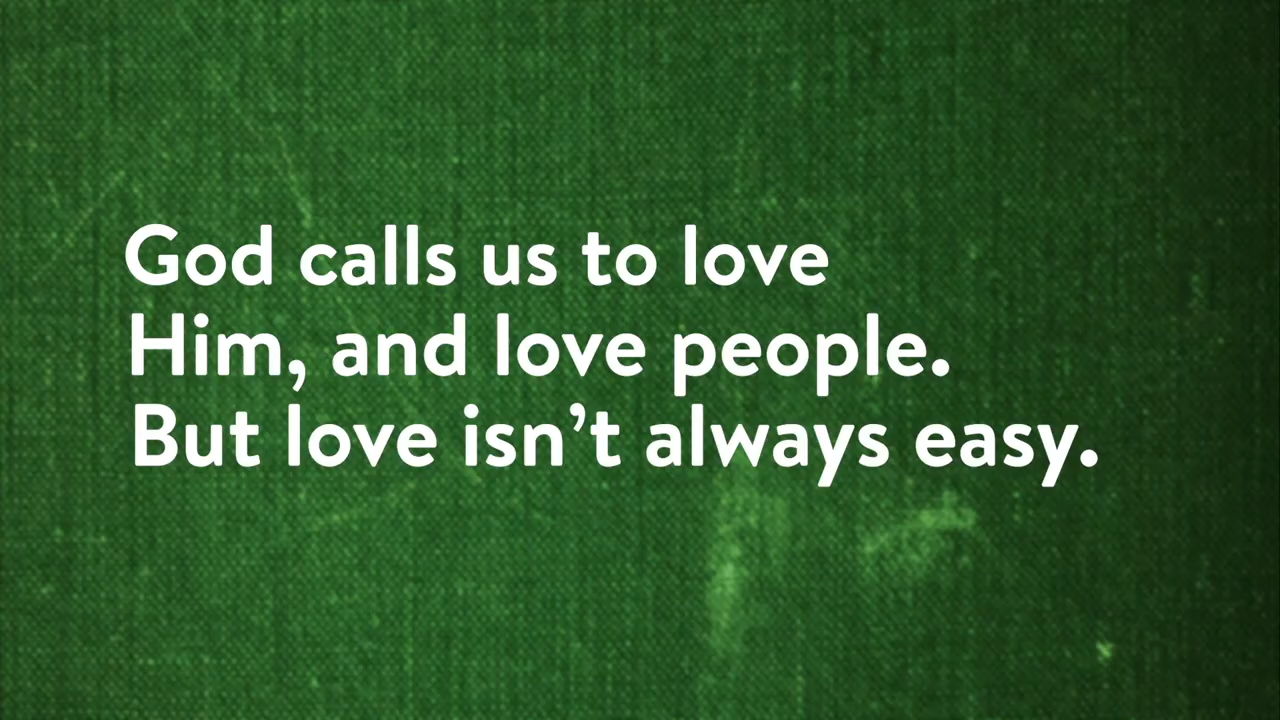 God calls us to love
Him, and love people.
But love isn’t always easy.